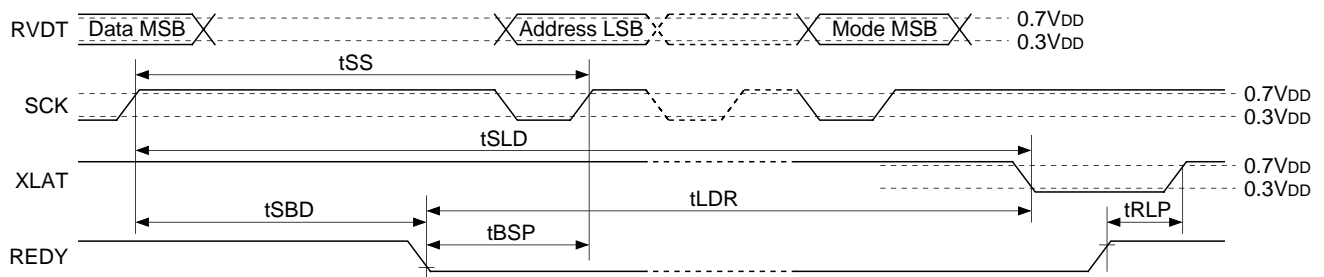 RVDT Data MSB Address LSB Mode MSB 0.7VDD
0.3VDD
tSS
SCK 0.7VDD
0.3VDD
tSLD
XLAT 0.7VDD
0.3VDD
tSBD tLDR tRLP
tBSP
REDY